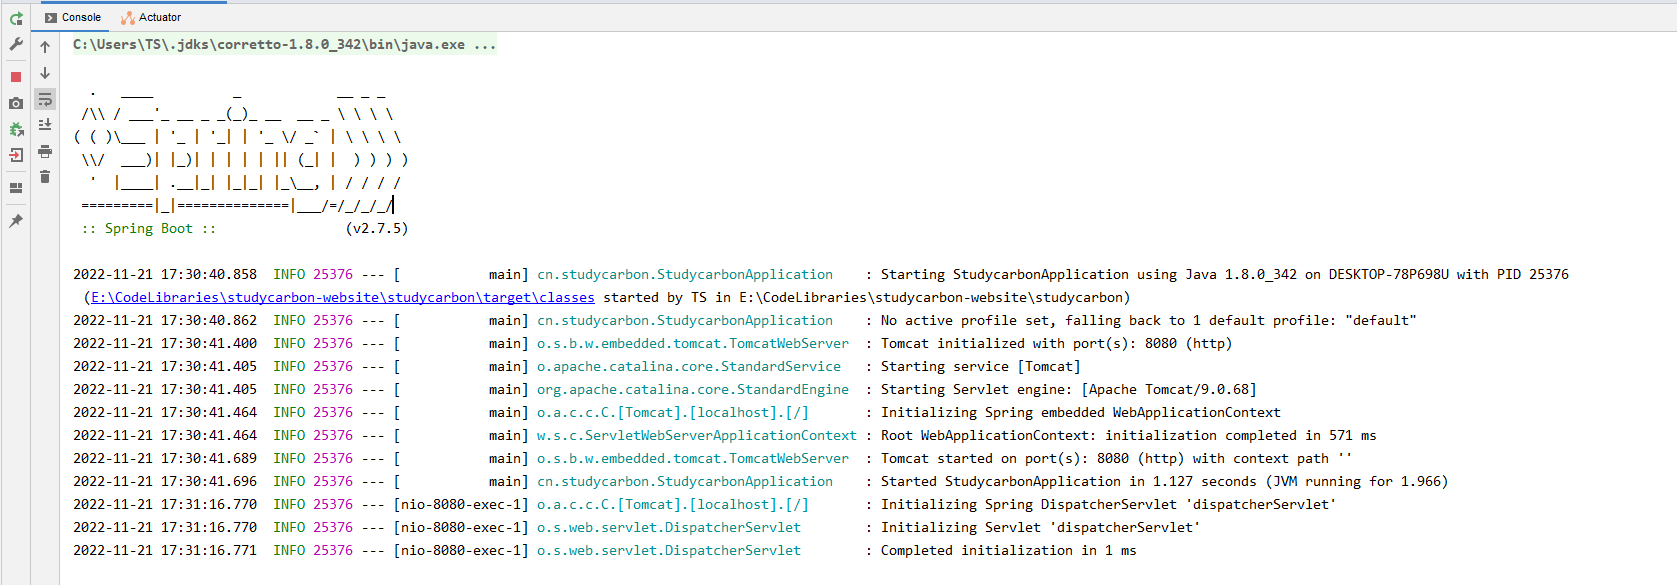 Console Actuator
C:\Users\TS\.jdks\corretto-1.8.0_342\bin\java.exe ...
  .   ____          _            __ _ _
 /\\ / ___'_ __ _ _(_)_ __  __ _ \ \ \ \
( ( )\___ | '_ | '_| | '_ \/ _` | \ \ \ \
 \\/  ___)| |_)| | | | | || (_| |  ) ) ) )
  '  |____| .__|_| |_|_| |_\__, | / / / /
 =========|_|==============|___/=/_/_/_/
 :: Spring Boot ::                (v2.7.5)
2022-11-21 17:30:40.858  INFO 25376 --- [           main] cn.studycarbon.StudycarbonApplication    : Starting StudycarbonApplication using Java 1.8.0_342 on DESKTOP-78P698U with PID 25376
(E:\CodeLibraries\studycarbon-website\studycarbon\target\classes started by TS in E:\CodeLibraries\studycarbon-website\studycarbon)
2022-11-21 17:30:40.862  INFO 25376 --- [           main] cn.studycarbon.StudycarbonApplication    : No active profile set, falling back to 1 default profile: "default"
2022-11-21 17:30:41.400  INFO 25376 --- [           main] o.s.b.w.embedded.tomcat.TomcatWebServer  : Tomcat initialized with port(s): 8080 (http)
2022-11-21 17:30:41.405  INFO 25376 --- [           main] o.apache.catalina.core.StandardService   : Starting service [Tomcat]
2022-11-21 17:30:41.405  INFO 25376 --- [           main] org.apache.catalina.core.StandardEngine  : Starting Servlet engine: [Apache Tomcat/9.0.68]
2022-11-21 17:30:41.464  INFO 25376 --- [           main] o.a.c.c.C.[Tomcat].[localhost].[/]       : Initializing Spring embedded WebApplicationContext
2022-11-21 17:30:41.464  INFO 25376 --- [           main] w.s.c.ServletWebServerApplicationContext : Root WebApplicationContext: initialization completed in 571 ms
2022-11-21 17:30:41.689  INFO 25376 --- [           main] o.s.b.w.embedded.tomcat.TomcatWebServer  : Tomcat started on port(s): 8080 (http) with context path ''
2022-11-21 17:30:41.696  INFO 25376 --- [           main] cn.studycarbon.StudycarbonApplication    : Started StudycarbonApplication in 1.127 seconds (JVM running for 1.966)
2022-11-21 17:31:16.770  INFO 25376 --- [nio-8080-exec-1] o.a.c.c.C.[Tomcat].[localhost].[/]       : Initializing Spring DispatcherServlet 'dispatcherServlet'
2022-11-21 17:31:16.770  INFO 25376 --- [nio-8080-exec-1] o.s.web.servlet.DispatcherServlet        : Initializing Servlet 'dispatcherServlet'
2022-11-21 17:31:16.771  INFO 25376 --- [nio-8080-exec-1] o.s.web.servlet.DispatcherServlet        : Completed initialization in 1 ms